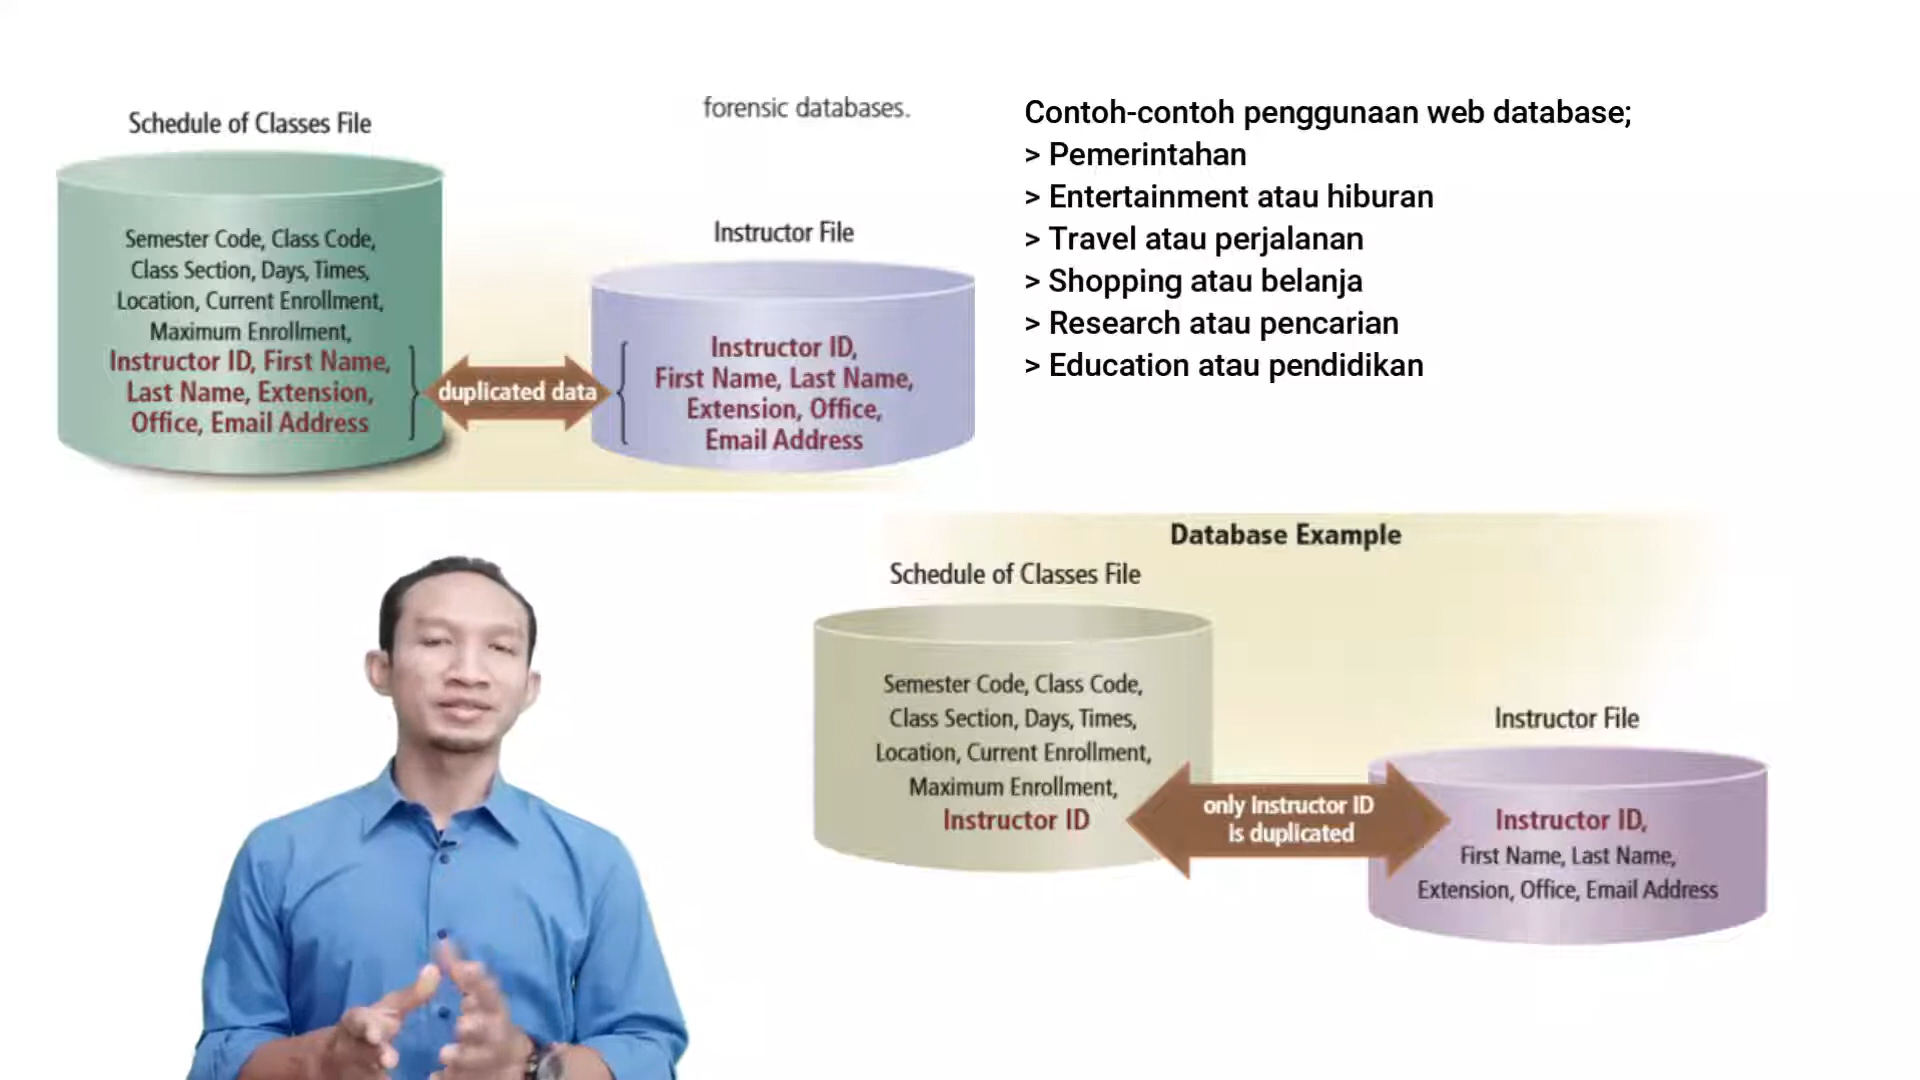 Schedule of Classes File
Semester Code, Class Code,
Class Section, Days, Times,
Location, Current Enrollment,
Maximum Enrollment,
Instructor ID, First Name,
Last Name, Extension,
Office, Email Address
duplicated data
forensic databases.
Instructor File
Instructor ID,
First Name, Last Name,
Extension, Office,
Email Address
Contoh-contoh penggunaan web database;
> Pemerintahan
> Entertainment atau hiburan
> Travel atau perjalanan
> Shopping atau belanja
> Research atau pencarian
> Education atau pendidikan
Database Example
Schedule of Classes File
Semester Code, Class Code,
Class Section, Days, Times,
Location, Current Enrollment,
Maximum Enrollment,
Instructor ID
only Instructor ID
is duplicated
Instructor File
Instructor ID,
First Name, Last Name,
Extension, Office, Email Address